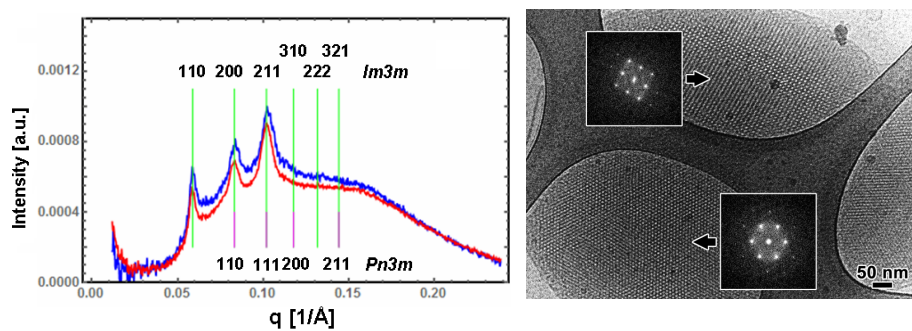 310 321
110 200 211 222 Im3m
0.0012
0.0008
0.0004
0.0000
Intensity [a.u.]
110 111 200 211 Pn3m
0.00 0.05 0.10 0.15 0.20
q [1/Å]
50 nm